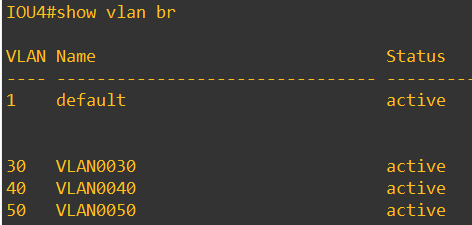 IOU4#show vlan br
VLAN Name                             Status
---- -------------------------------- ---------
1    default                          active
30   VLAN0030                         active
40   VLAN0040                         active
50   VLAN0050                         active